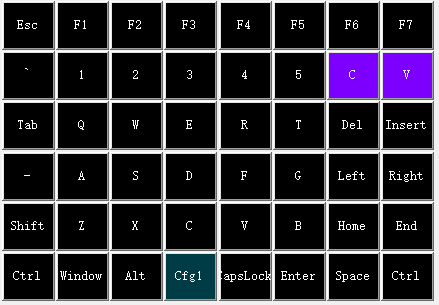 Esc F1 F2 F3 F4 F5 F6 F7
` 1 2 3 4 5 C V
Tab Q W E R T Del Insert
- A S D F G Left Right
Shift Z X C V B Home End
Ctrl Window Alt Cfg1 CapsLock Enter Space Ctrl